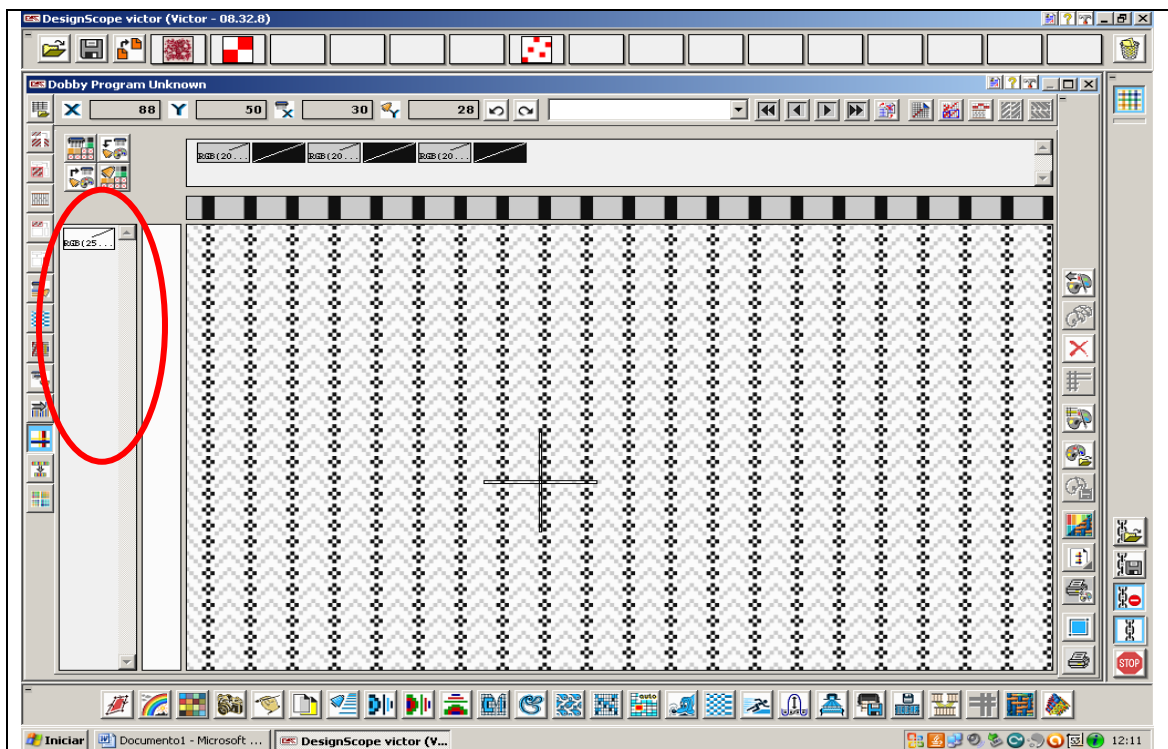 DesignScope victor (Victor - 08.32.8)
Dobby Program Unknown
X 88 Y 50 X 30 Y 28
RGB(20... RGB(20... RGB(20...
RGB(25...
auto
STOP
Iniciar Documento1 - Microsoft ... DesignScope victor (V... 12:11